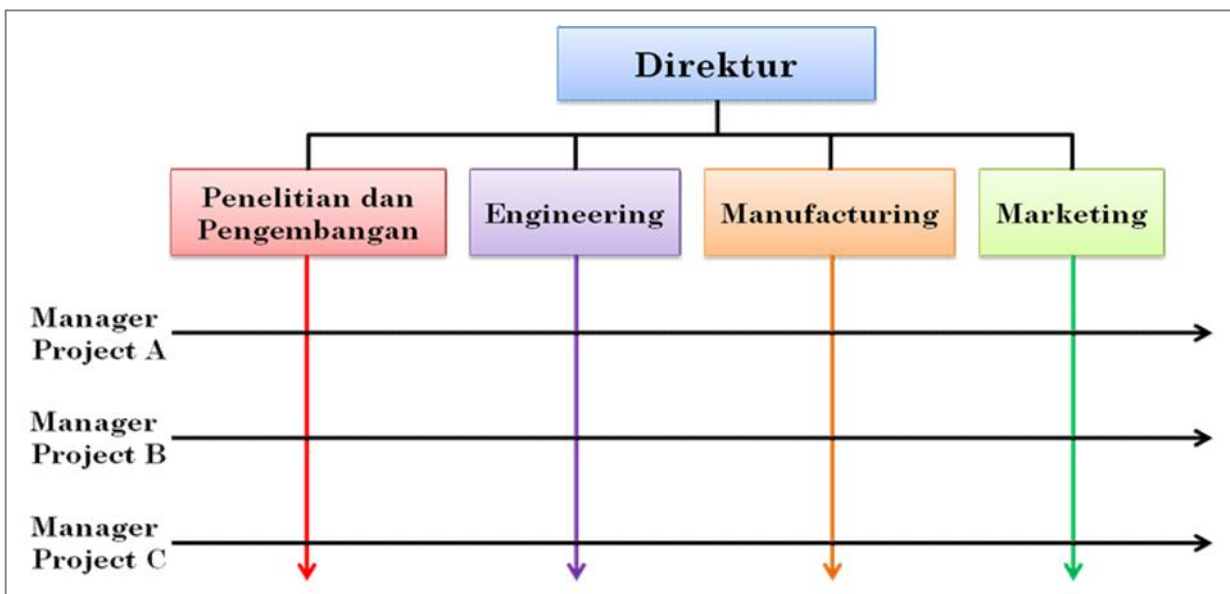 Direktur
Penelitian dan
Pengembangan
Engineering
Manufacturing
Marketing
Manager
Project A
Manager
Project B
Manager
Project C